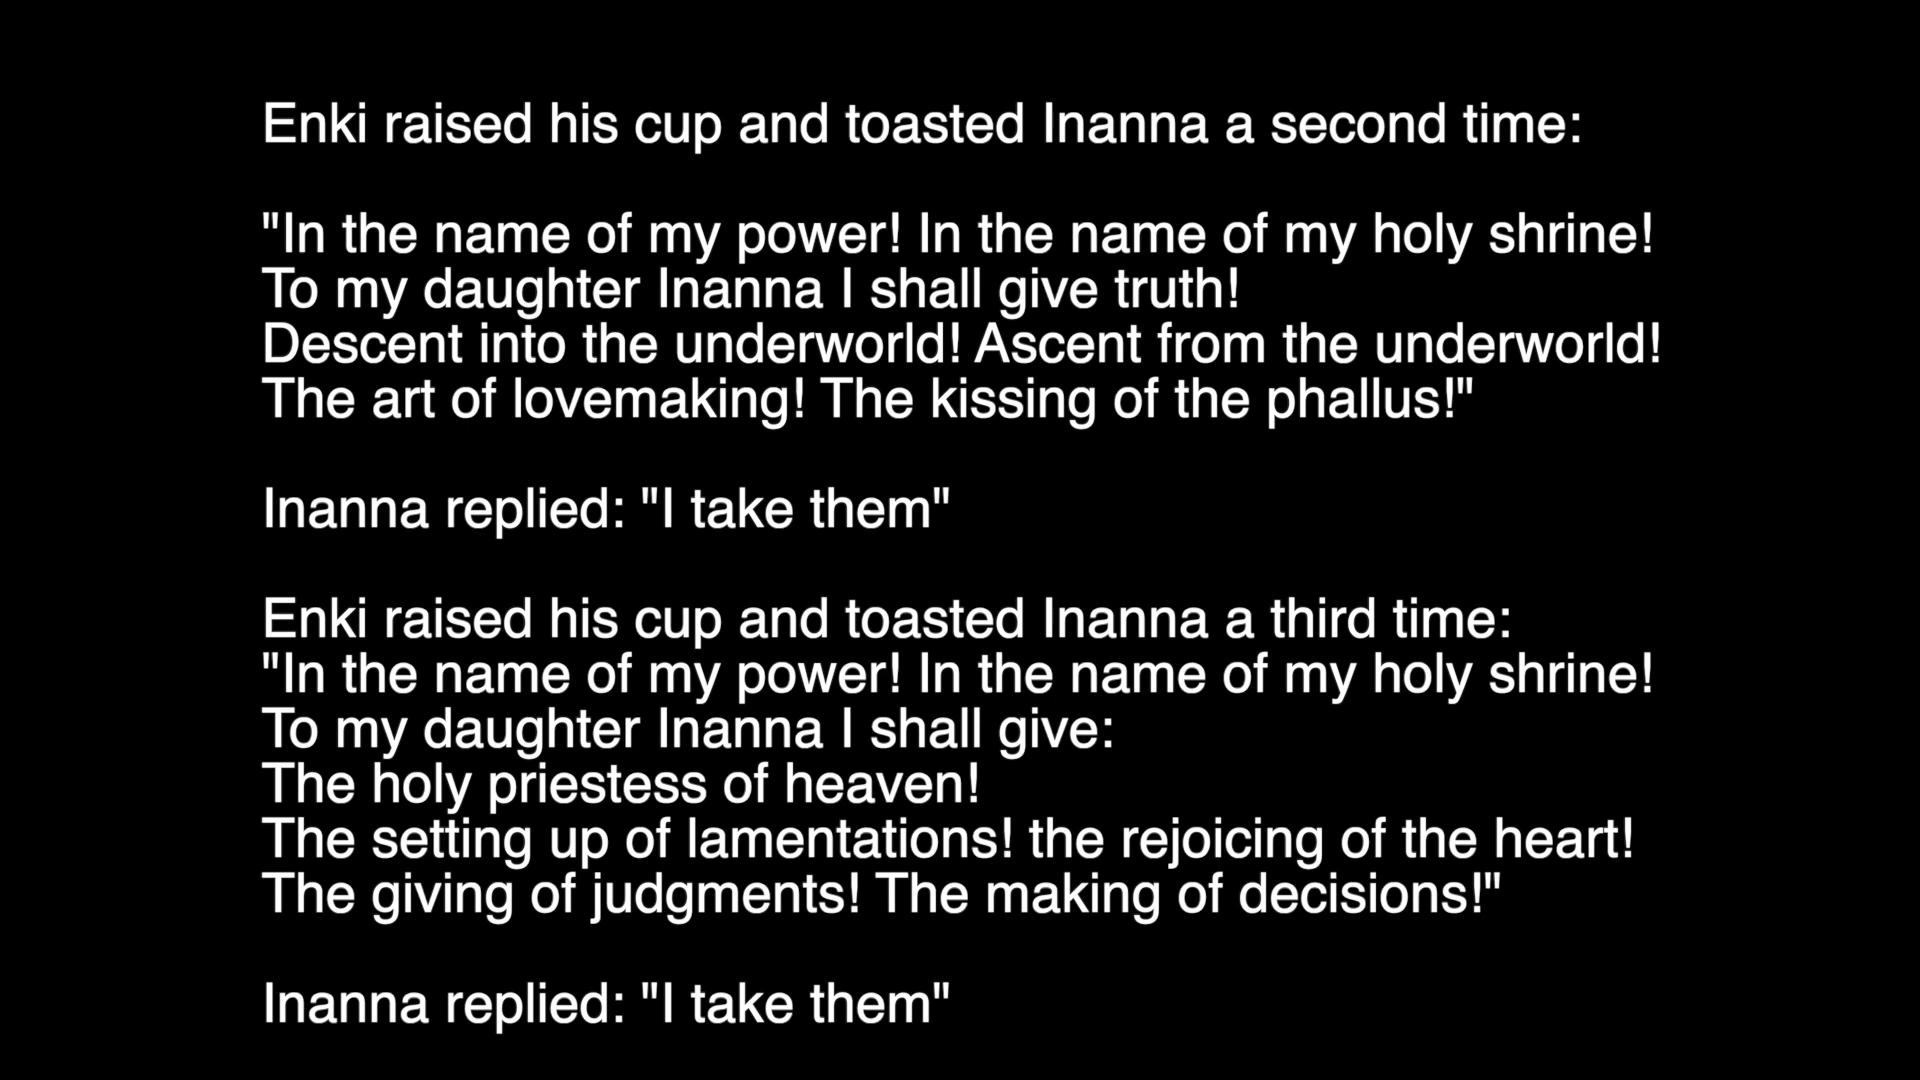 Enki raised his cup and toasted Inanna a second time:
"In the name of my power! In the name of my holy shrine!
To my daughter Inanna I shall give truth!
Descent into the underworld! Ascent from the underworld!
The art of lovemaking! The kissing of the phallus!"
Inanna replied: "I take them"
Enki raised his cup and toasted Inanna a third time:
"In the name of my power! In the name of my holy shrine!
To my daughter Inanna I shall give:
The holy priestess of heaven!
The setting up of lamentations! the rejoicing of the heart!
The giving of judgments! The making of decisions!"
Inanna replied: "I take them"